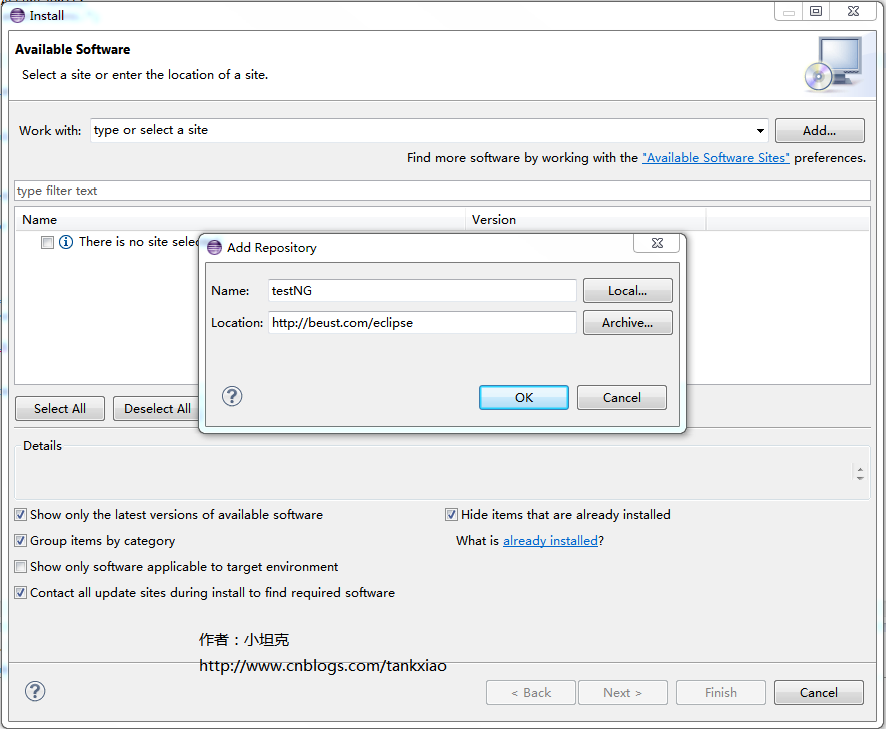 Install
Available Software
Select a site or enter the location of a site.
Work with: type or select a site Add...
Find more software by working with the "Available Software Sites" preferences.
type filter text
Name Version
There is no site
Add Repository
Name: testNG Local...
Location: http://beust.com/eclipse Archive...
OK Cancel
Select All Deselect All
Details
Show only the latest versions of available software Hide items that are already installed
Group items by category What is already installed?
Show only software applicable to target environment
Contact all update sites during install to find required software
作者：小坦克
http://www.cnblogs.com/tankxiao
< Back Next > Finish Cancel